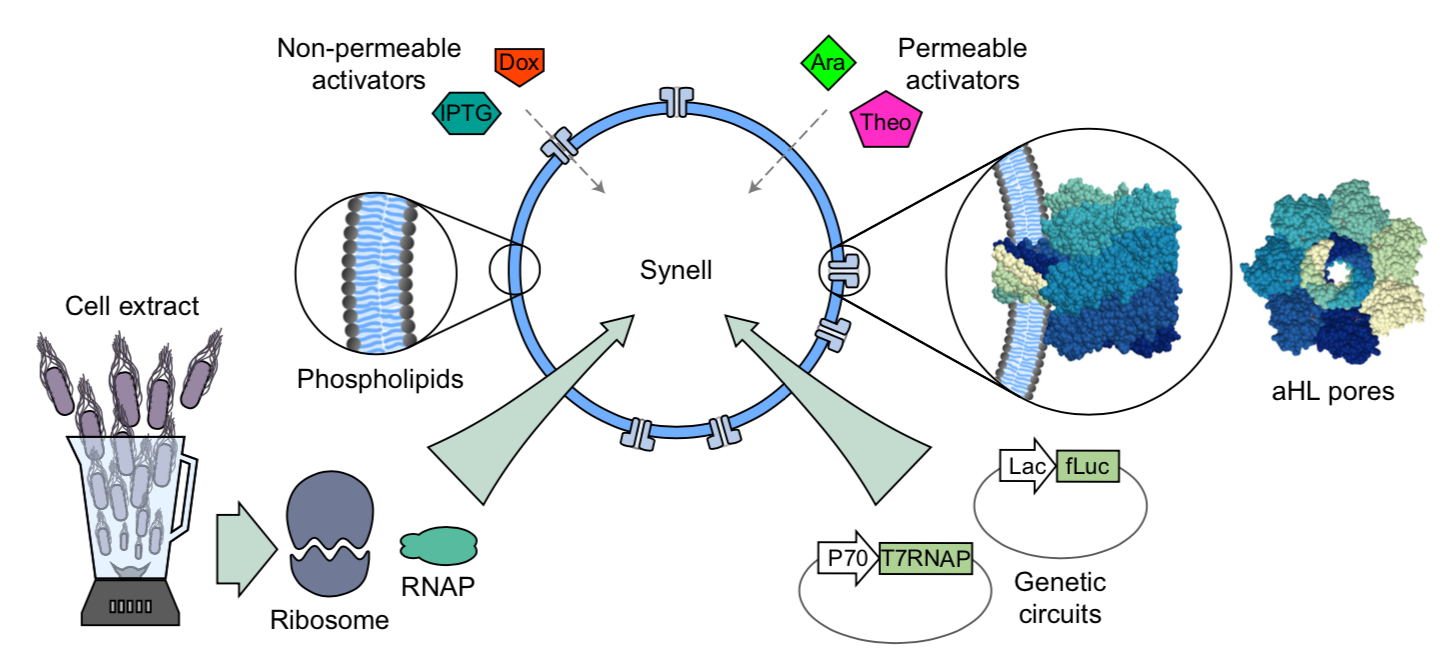 Non-permeable
activators
Dox
IPTG
Ara
Permeable
activators
Theo
Synell
Phospholipids
aHL pores
Cell extract
Ribosome
RNAP
Lac
fLuc
P70
T7RNAP
Genetic
circuits